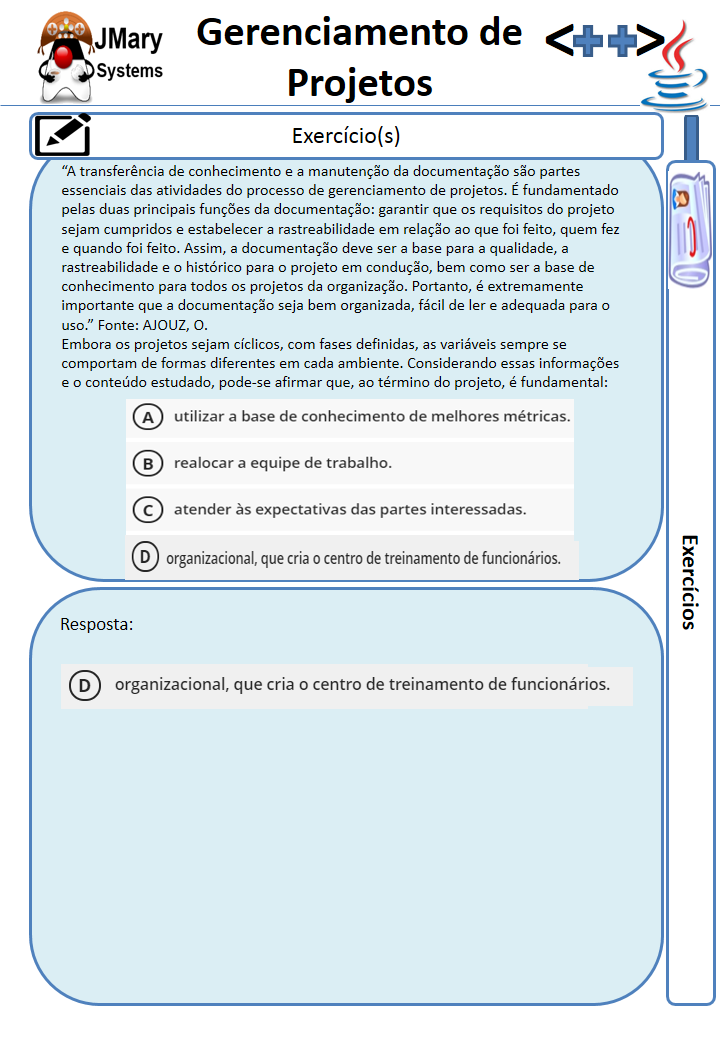 JMary
Systems
Gerenciamento de
Projetos
<++>
Exercício(s)
“A transferência de conhecimento e a manutenção da documentação são partes
essenciais das atividades do processo de gerenciamento de projetos. É fundamentado
pelas duas principais funções da documentação: garantir que os requisitos do projeto
sejam cumpridos e estabelecer a rastreabilidade em relação ao que foi feito, quem fez
e quando foi feito. Assim, a documentação deve ser a base para a qualidade, a
rastreabilidade e o histórico para o projeto em condução, bem como ser a base de
conhecimento para todos os projetos da organização. Portanto, é extremamente
importante que a documentação seja bem organizada, fácil de ler e adequada para o
uso.” Fonte: AJOUZ, O.
Embora os projetos sejam cíclicos, com fases definidas, as variáveis sempre se
comportam de formas diferentes em cada ambiente. Considerando essas informações
e o conteúdo estudado, pode-se afirmar que, ao término do projeto, é fundamental:
A utilizar a base de conhecimento de melhores métricas.
B realocar a equipe de trabalho.
C atender às expectativas das partes interessadas.
D organizacional, que cria o centro de treinamento de funcionários.
Exercícios
Resposta:
D organizacional, que cria o centro de treinamento de funcionários.